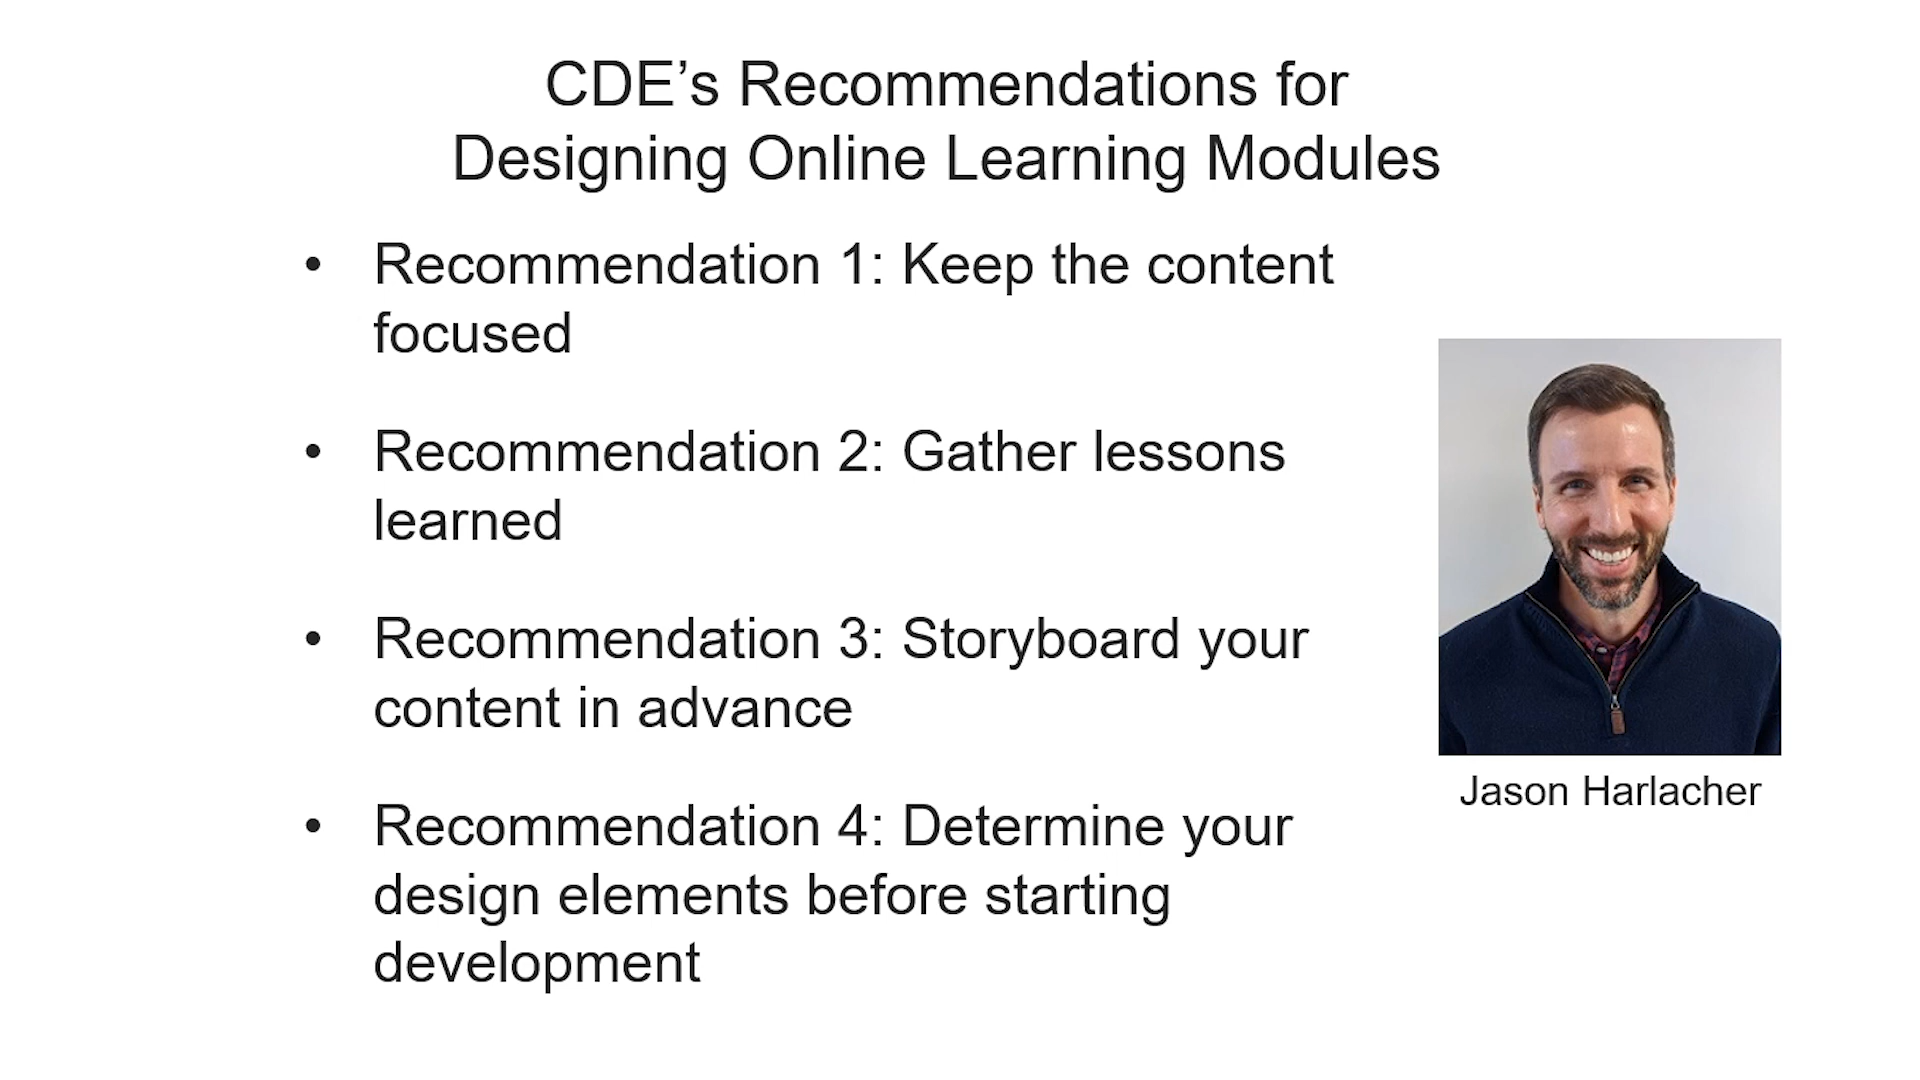 CDE’s Recommendations for
Designing Online Learning Modules
• Recommendation 1: Keep the content
focused
• Recommendation 2: Gather lessons
learned
• Recommendation 3: Storyboard your
content in advance
• Recommendation 4: Determine your
design elements before starting
development
Jason Harlacher